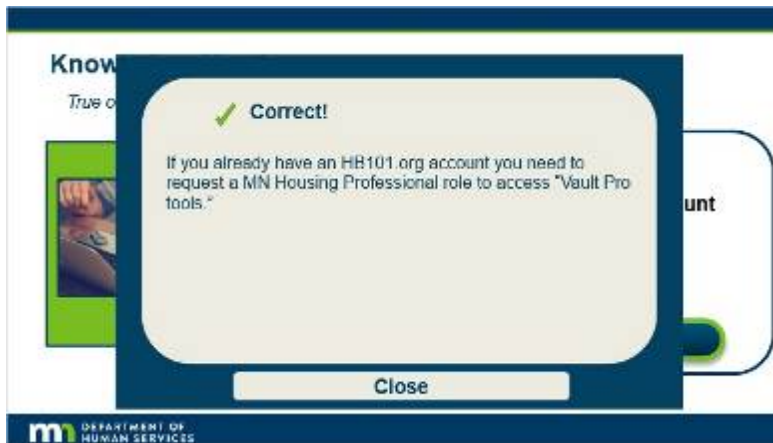 Know
True o
Correct!
If you already have an HB101.org account you need to
request a MN Housing Professional role to access "Vault Pro
tools."
unt
Close
mn DEPARTMENT OF
HUMAN SERVICES